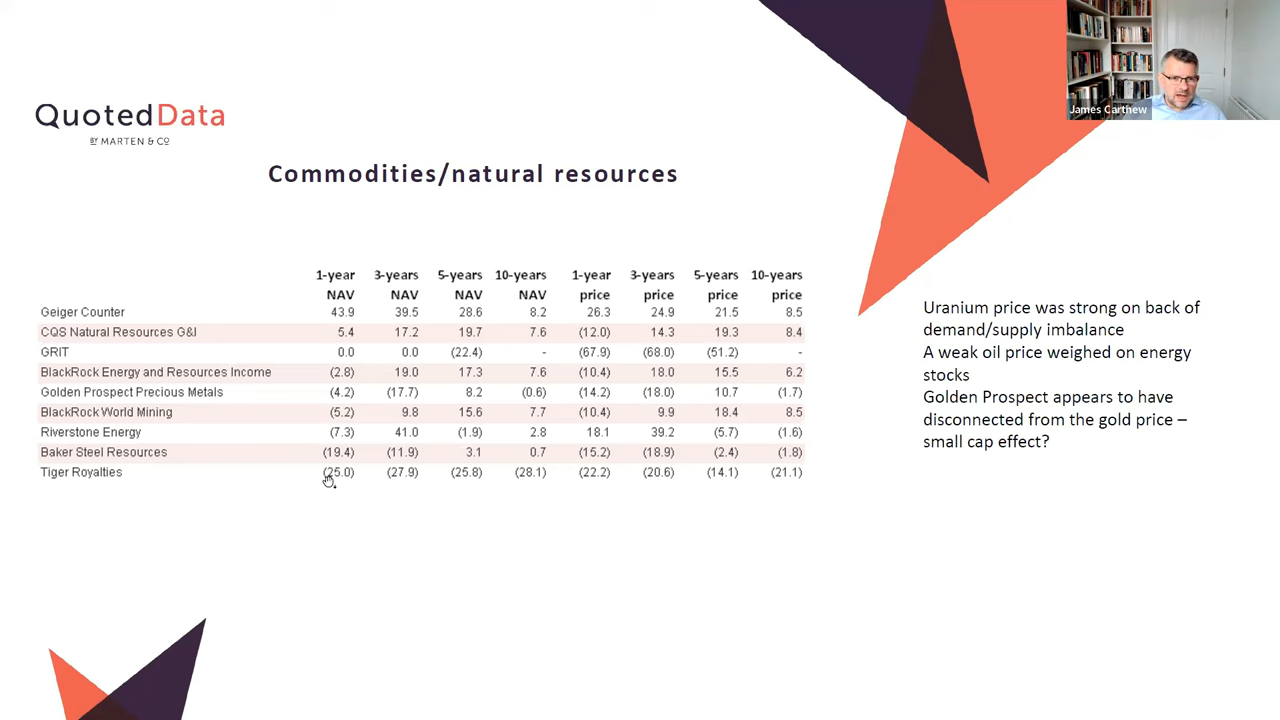 James Carthew
QuotedData
BY MARTEN & CO
Commodities/natural resources
1-year 3-years 5-years 10-years 1-year 3-years 5-years 10-years
NAV NAV NAV NAV price price price price
Geiger Counter 43.9 39.5 28.6 8.2 26.3 24.9 21.5 8.5
CQS Natural Resources G&I 5.4 17.2 19.7 7.6 (12.0) 14.3 19.3 8.4
GRIT 0.0 0.0 (22.4) - (67.9) (68.0) (51.2) -
BlackRock Energy and Resources Income (2.8) 19.0 17.3 7.6 (10.4) 18.0 15.5 6.2
Golden Prospect Precious Metals (4.2) (17.7) 8.2 (0.6) (14.2) (18.0) 10.7 (1.7)
BlackRock World Mining (5.2) 9.8 15.6 7.7 (10.4) 9.9 18.4 8.5
Riverstone Energy (7.3) 41.0 (1.9) 2.8 18.1 39.2 (5.7) (1.6)
Baker Steel Resources (19.4) (11.9) 3.1 0.7 (15.2) (18.9) (2.4) (1.8)
Tiger Royalties (25.0) (27.9) (25.8) (28.1) (22.2) (20.6) (14.1) (21.1)
Uranium price was strong on back of
demand/supply imbalance
A weak oil price weighed on energy
stocks
Golden Prospect appears to have
disconnected from the gold price –
small cap effect?